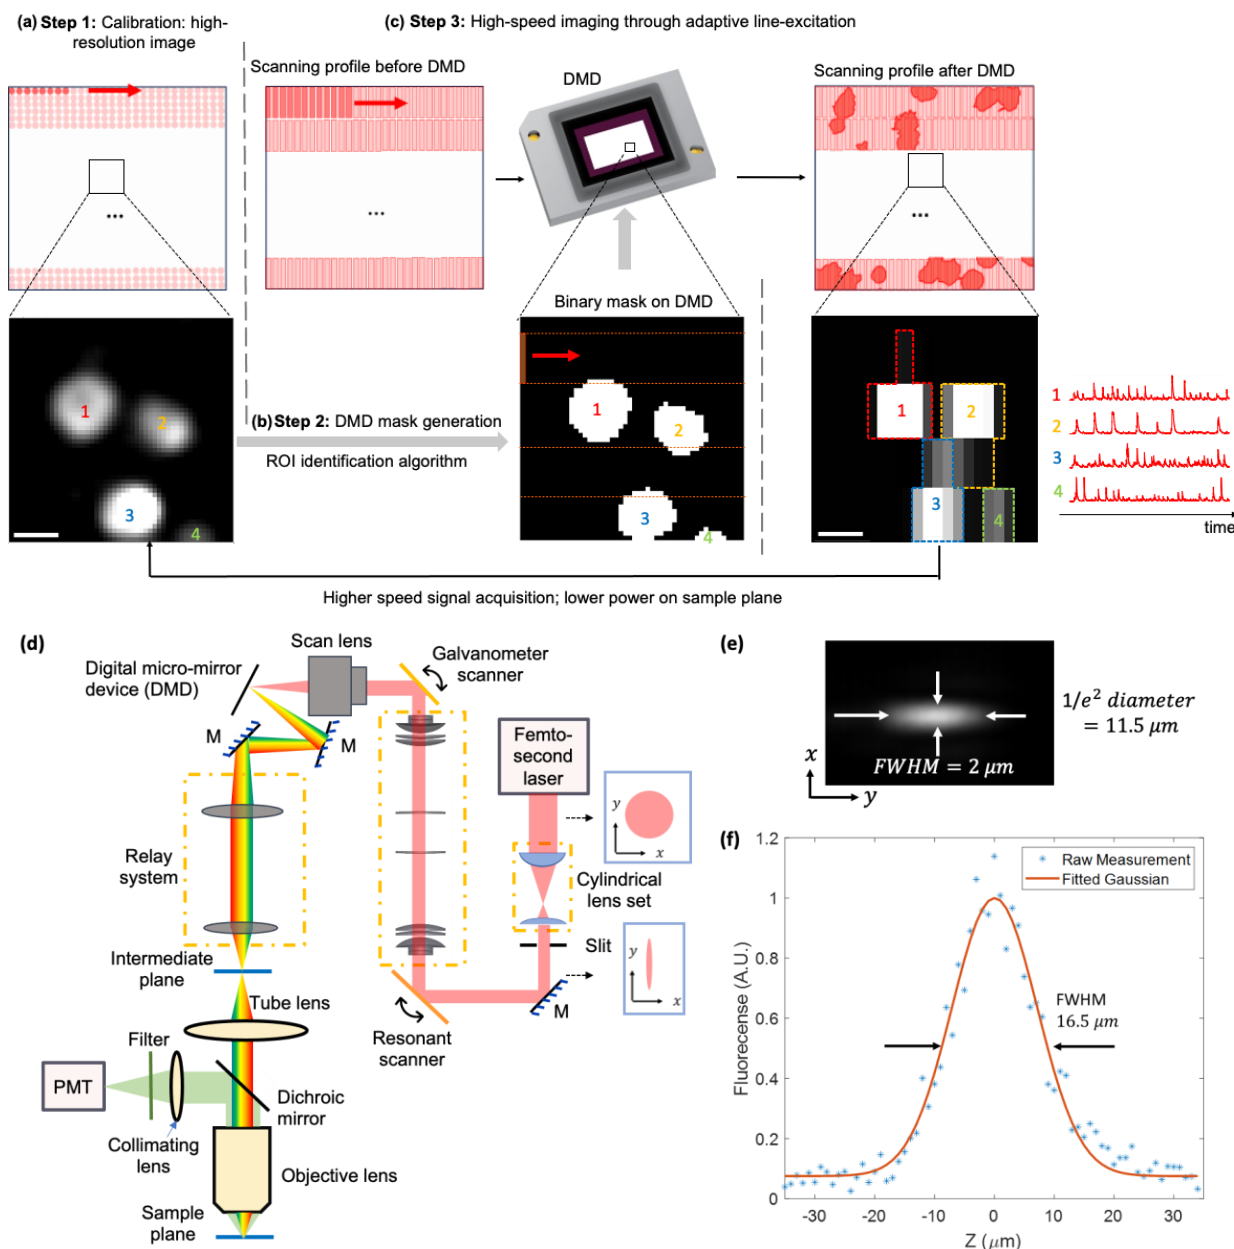 (a) Step 1: Calibration: high-
resolution image
(c) Step 3: High-speed imaging through adaptive line-excitation
Scanning profile before DMD
DMD
Scanning profile after DMD
...
...
...
Binary mask on DMD
1
2
3
4
(b) Step 2: DMD mask generation
ROI identification algorithm
1
2
3
4
1
2
3
4
1
2
3
4
time
Higher speed signal acquisition; lower power on sample plane
(d)
Scan lens
Digital micro-mirror
device (DMD)
Galvanometer
scanner
M
M
Femto-
second
laser
y
x
Relay
system
Cylindrical
lens set
Slit
y
x
Intermediate
plane
M
Tube lens
Resonant
scanner
Filter
PMT
Dichroic
mirror
Collimating
lens
Objective lens
Sample
plane
(e)
1/e² diameter
= 11.5 μm
FWHM = 2 μm
x
y
(f)
1.2
1
0.8
0.6
0.4
0.2
0
Fluorecense (A.U.)
Raw Measurement
Fitted Gaussian
FWHM
16.5 μm
-30
-20
-10
0
10
20
30
Z (μm)